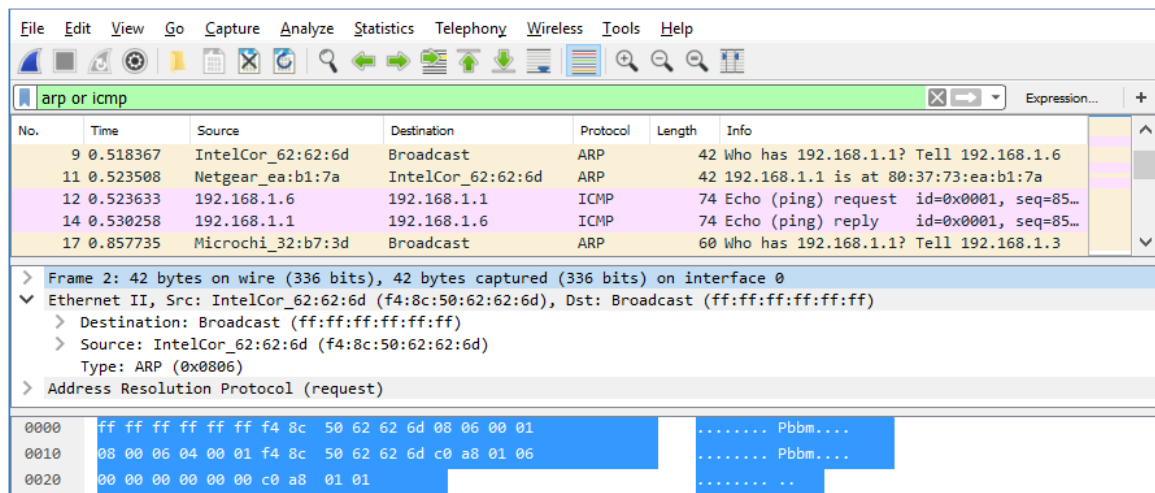 File Edit View Go Capture Analyze Statistics Telephony Wireless Tools Help
arp or icmp Expression... +
No. Time Source Destination Protocol Length Info
9 0.518367 IntelCor_62:62:6d Broadcast ARP 42 Who has 192.168.1.1? Tell 192.168.1.6
11 0.523508 Netgear_ea:b1:7a IntelCor_62:62:6d ARP 42 192.168.1.1 is at 80:37:73:ea:b1:7a
12 0.523633 192.168.1.6 192.168.1.1 ICMP 74 Echo (ping) request id=0x0001, seq=85…
14 0.530258 192.168.1.1 192.168.1.6 ICMP 74 Echo (ping) reply id=0x0001, seq=85…
17 0.857735 Microchi_32:b7:3d Broadcast ARP 60 Who has 192.168.1.1? Tell 192.168.1.3
Frame 2: 42 bytes on wire (336 bits), 42 bytes captured (336 bits) on interface 0
Ethernet II, Src: IntelCor_62:62:6d (f4:8c:50:62:62:6d), Dst: Broadcast (ff:ff:ff:ff:ff:ff)
Destination: Broadcast (ff:ff:ff:ff:ff:ff)
Source: IntelCor_62:62:6d (f4:8c:50:62:62:6d)
Type: ARP (0x0806)
Address Resolution Protocol (request)
0000 ff ff ff ff ff ff f4 8c 50 62 62 6d 08 06 00 01 ........ Pbbm....
0010 08 00 06 04 00 01 f4 8c 50 62 62 6d c0 a8 01 06 ........ Pbbm....
0020 00 00 00 00 00 00 c0 a8 01 01 ........ ..